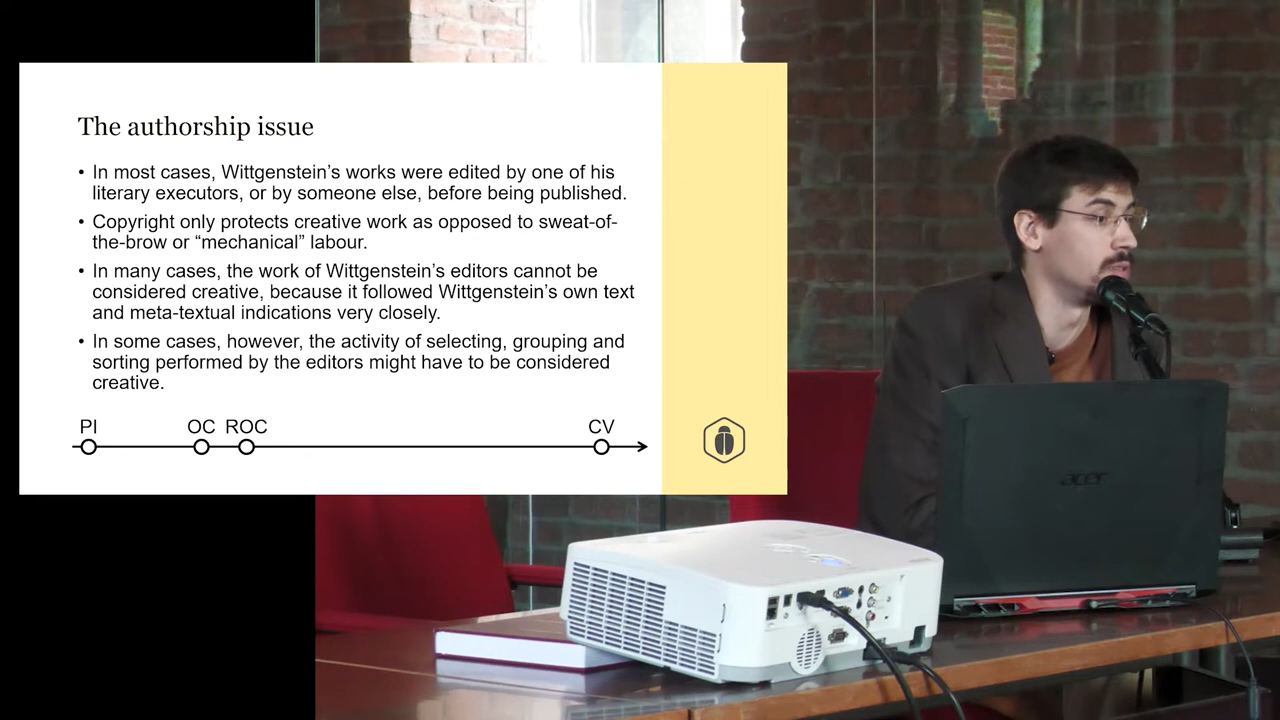 The authorship issue
• In most cases, Wittgenstein’s works were edited by one of his
literary executors, or by someone else, before being published.
• Copyright only protects creative work as opposed to sweat-of-
the-brow or “mechanical” labour.
• In many cases, the work of Wittgenstein’s editors cannot be
considered creative, because it followed Wittgenstein’s own text
and meta-textual indications very closely.
• In some cases, however, the activity of selecting, grouping and
sorting performed by the editors might have to be considered
creative.
PI OC ROC CV
acer